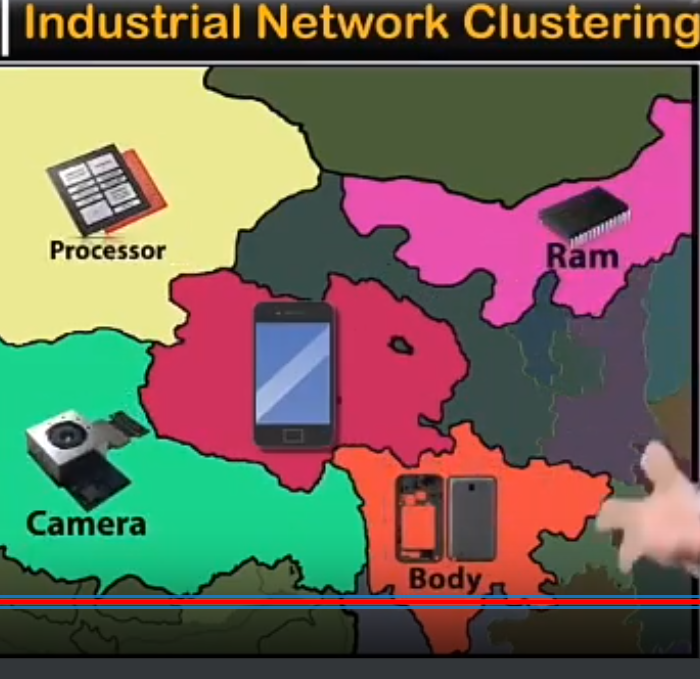 Industrial Network Clustering
Processor
Ram
Camera
Body